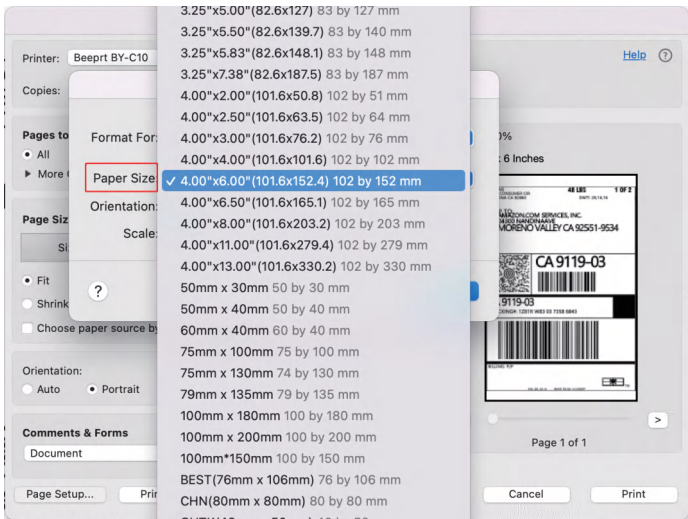 Printer: Beeprt BY-C10
Help ?
Copies:
Pages to
All
More
Page Siz
Si
Fit
Shrink
Choose paper source by
Orientation:
Auto
Portrait
Comments & Forms
Document
Page Setup...
Prin
Format For:
Paper Size:
Orientation:
Scale:
?
3.25"x5.00"(82.6x127) 83 by 127 mm
3.25"x5.50"(82.6x139.7) 83 by 140 mm
3.25"x5.83"(82.6x148.1) 83 by 148 mm
3.25"x7.38"(82.6x187.5) 83 by 187 mm
4.00"x2.00"(101.6x50.8) 102 by 51 mm
4.00"x2.50"(101.6x63.5) 102 by 64 mm
4.00"x3.00"(101.6x76.2) 102 by 76 mm
4.00"x4.00"(101.6x101.6) 102 by 102 mm
✓ 4.00"x6.00"(101.6x152.4) 102 by 152 mm
4.00"x6.50"(101.6x165.1) 102 by 165 mm
4.00"x8.00"(101.6x203.2) 102 by 203 mm
4.00"x11.00"(101.6x279.4) 102 by 279 mm
4.00"x13.00"(101.6x330.2) 102 by 330 mm
50mm x 30mm 50 by 30 mm
50mm x 40mm 50 by 40 mm
60mm x 40mm 60 by 40 mm
75mm x 100mm 75 by 100 mm
75mm x 130mm 74 by 130 mm
79mm x 135mm 79 by 135 mm
100mm x 180mm 100 by 180 mm
100mm x 200mm 100 by 200 mm
100mm*150mm 100 by 150 mm
BEST(76mm x 106mm) 76 by 106 mm
CHN(80mm x 80mm) 80 by 80 mm
0%
6 Inches
48 LBS
1 OF 2
AMAZON.COM SERVICES, INC.
MORENO VALLEY CA 92551-9534
CA 9119-03
9119-03
>
Page 1 of 1
Cancel
Print